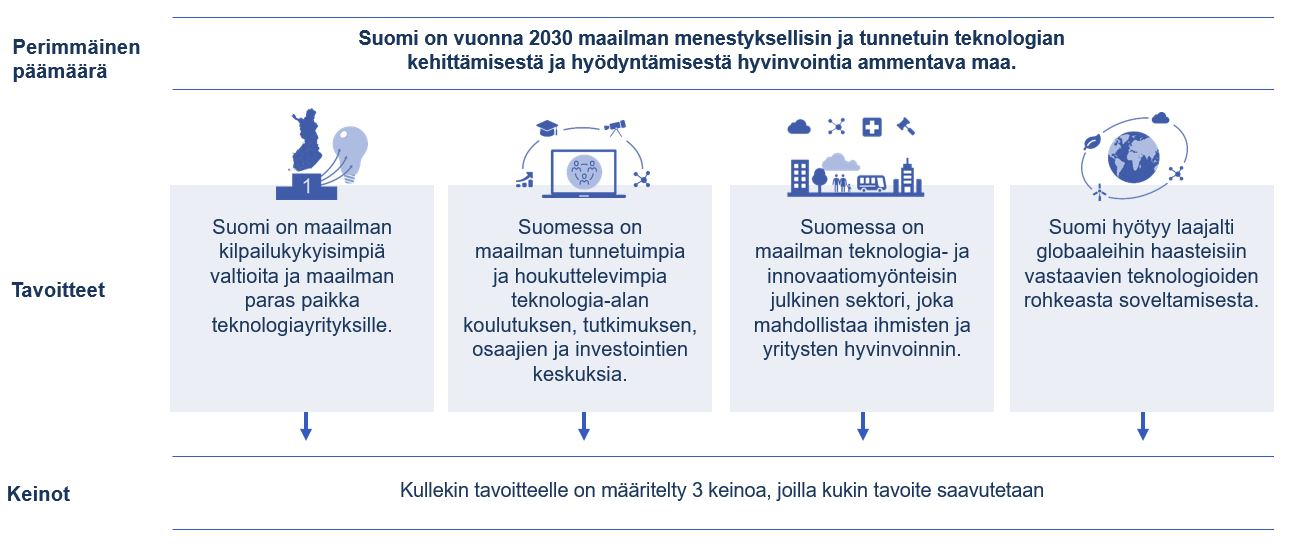 Perimmäinen
päämäärä
Suomi on vuonna 2030 maailman menestyksellisin ja tunnetuin teknologian
kehittämisestä ja hyödyntämisestä hyvinvointia ammentava maa.
1
Tavoitteet
Suomi on maailman
kilpailukykyisimpiä
valtioita ja maailman
paras paikka
teknologiayrityksille.
Suomessa on
maailman tunnetuimpia
ja houkuttelevimpia
teknologia-alan
koulutuksen, tutkimuksen,
osaajien ja investointien
keskuksia.
Suomessa on
maailman teknologia- ja
innovaatiomyönteisin
julkinen sektori, joka
mahdollistaa ihmisten ja
yritysten hyvinvoinnin.
Suomi hyötyy laajalti
globaaleihin haasteisiin
vastaavien teknologioiden
rohkeasta soveltamisesta.
Keinot
Kullekin tavoitteelle on määritelty 3 keinoa, joilla kukin tavoite saavutetaan